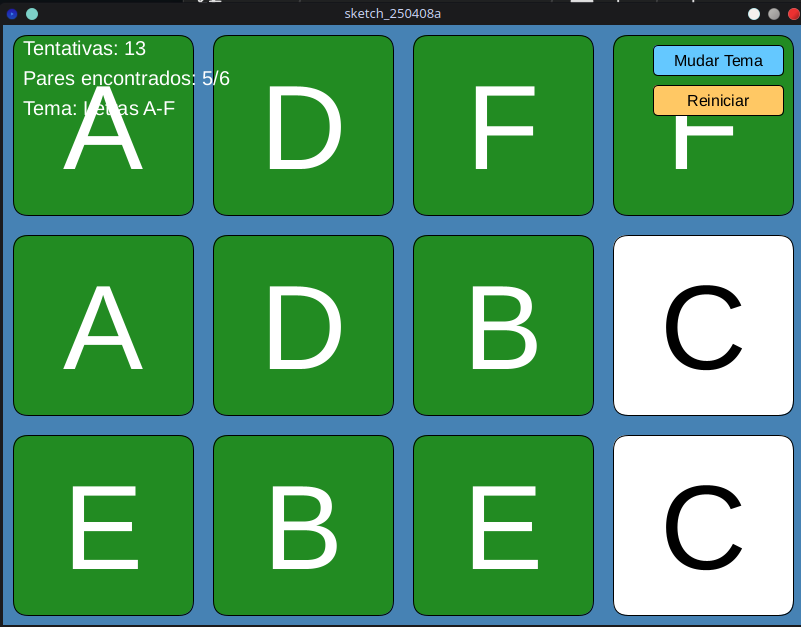 sketch_250408a
Tentativas: 13
Pares encontrados: 5/6
Tema: Letras A-F
Mudar Tema
Reiniciar
A D F F
A D B C
E B E C